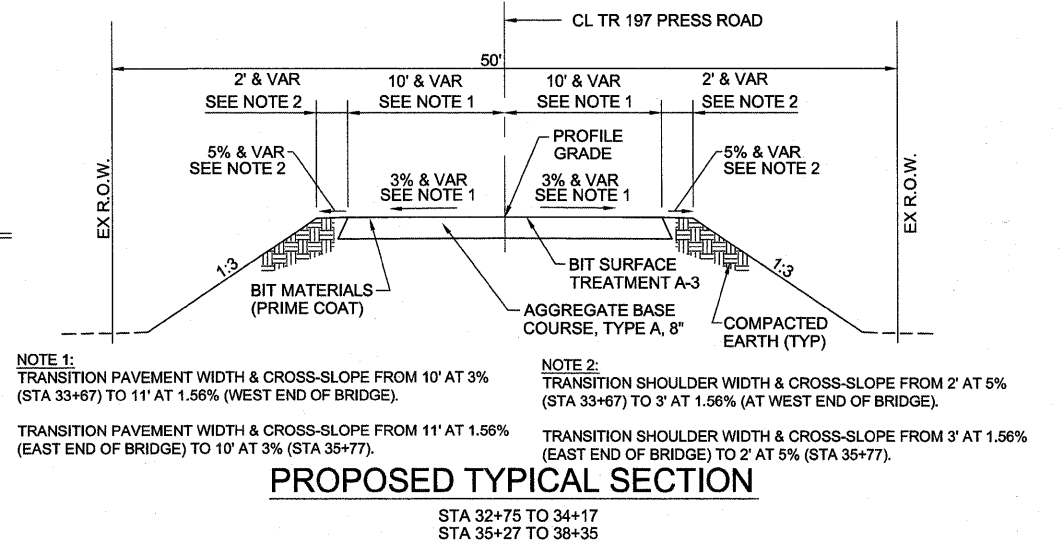 CL TR 197 PRESS ROAD
50'
2' & VAR
SEE NOTE 2
10' & VAR
SEE NOTE 1
10' & VAR
SEE NOTE 1
2' & VAR
SEE NOTE 2
PROFILE
GRADE
5% & VAR
SEE NOTE 2
5% & VAR
SEE NOTE 2
3% & VAR
SEE NOTE 1
3% & VAR
SEE NOTE 1
EX R.O.W.
EX R.O.W.
1:3
1:3
BIT MATERIALS
(PRIME COAT)
BIT SURFACE
TREATMENT A-3
AGGREGATE BASE
COURSE, TYPE A, 8"
COMPACTED
EARTH (TYP)
NOTE 1:
TRANSITION PAVEMENT WIDTH & CROSS-SLOPE FROM 10' AT 3%
(STA 33+67) TO 11' AT 1.56% (WEST END OF BRIDGE).
TRANSITION PAVEMENT WIDTH & CROSS-SLOPE FROM 11' AT 1.56%
(EAST END OF BRIDGE) TO 10' AT 3% (STA 35+77).
NOTE 2:
TRANSITION SHOULDER WIDTH & CROSS-SLOPE FROM 2' AT 5%
(STA 33+67) TO 3' AT 1.56% (AT WEST END OF BRIDGE).
TRANSITION SHOULDER WIDTH & CROSS-SLOPE FROM 3' AT 1.56%
(EAST END OF BRIDGE) TO 2' AT 5% (STA 35+77).
PROPOSED TYPICAL SECTION
STA 32+75 TO 34+17
STA 35+27 TO 38+35